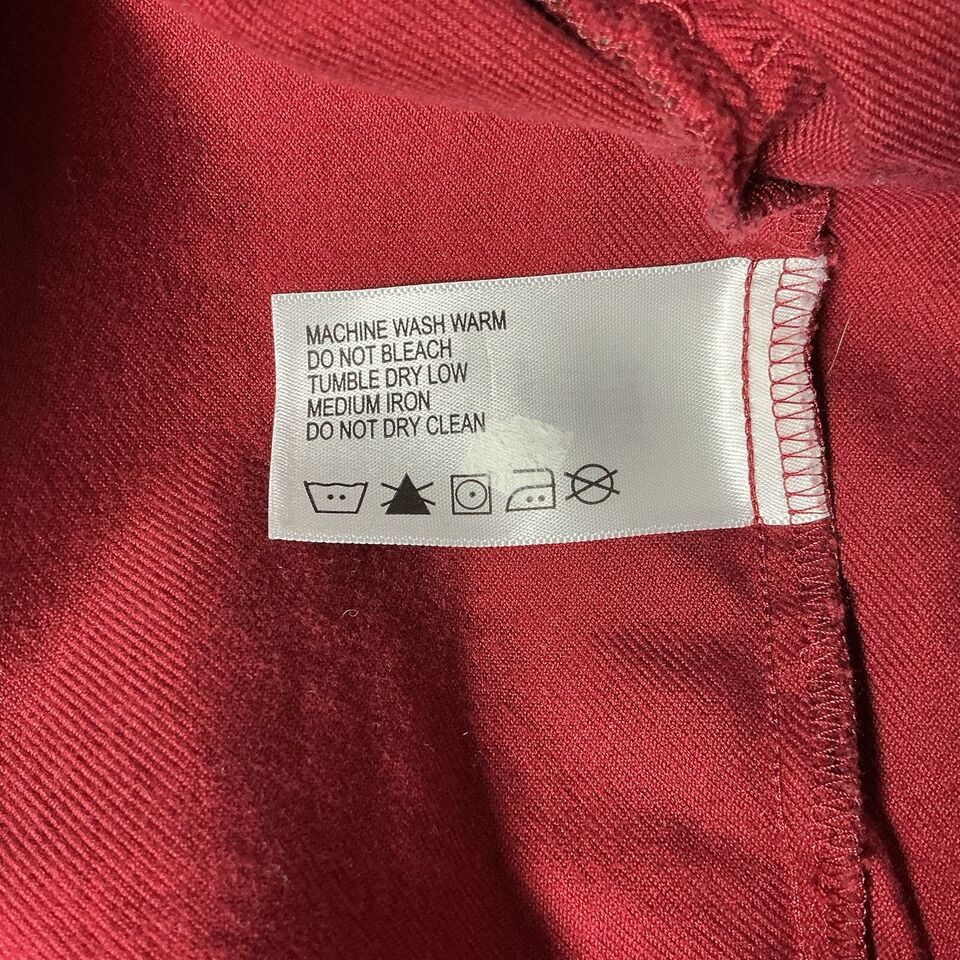 MACHINE WASH WARM
DO NOT BLEACH
TUMBLE DRY LOW
MEDIUM IRON
DO NOT DRY CLEAN